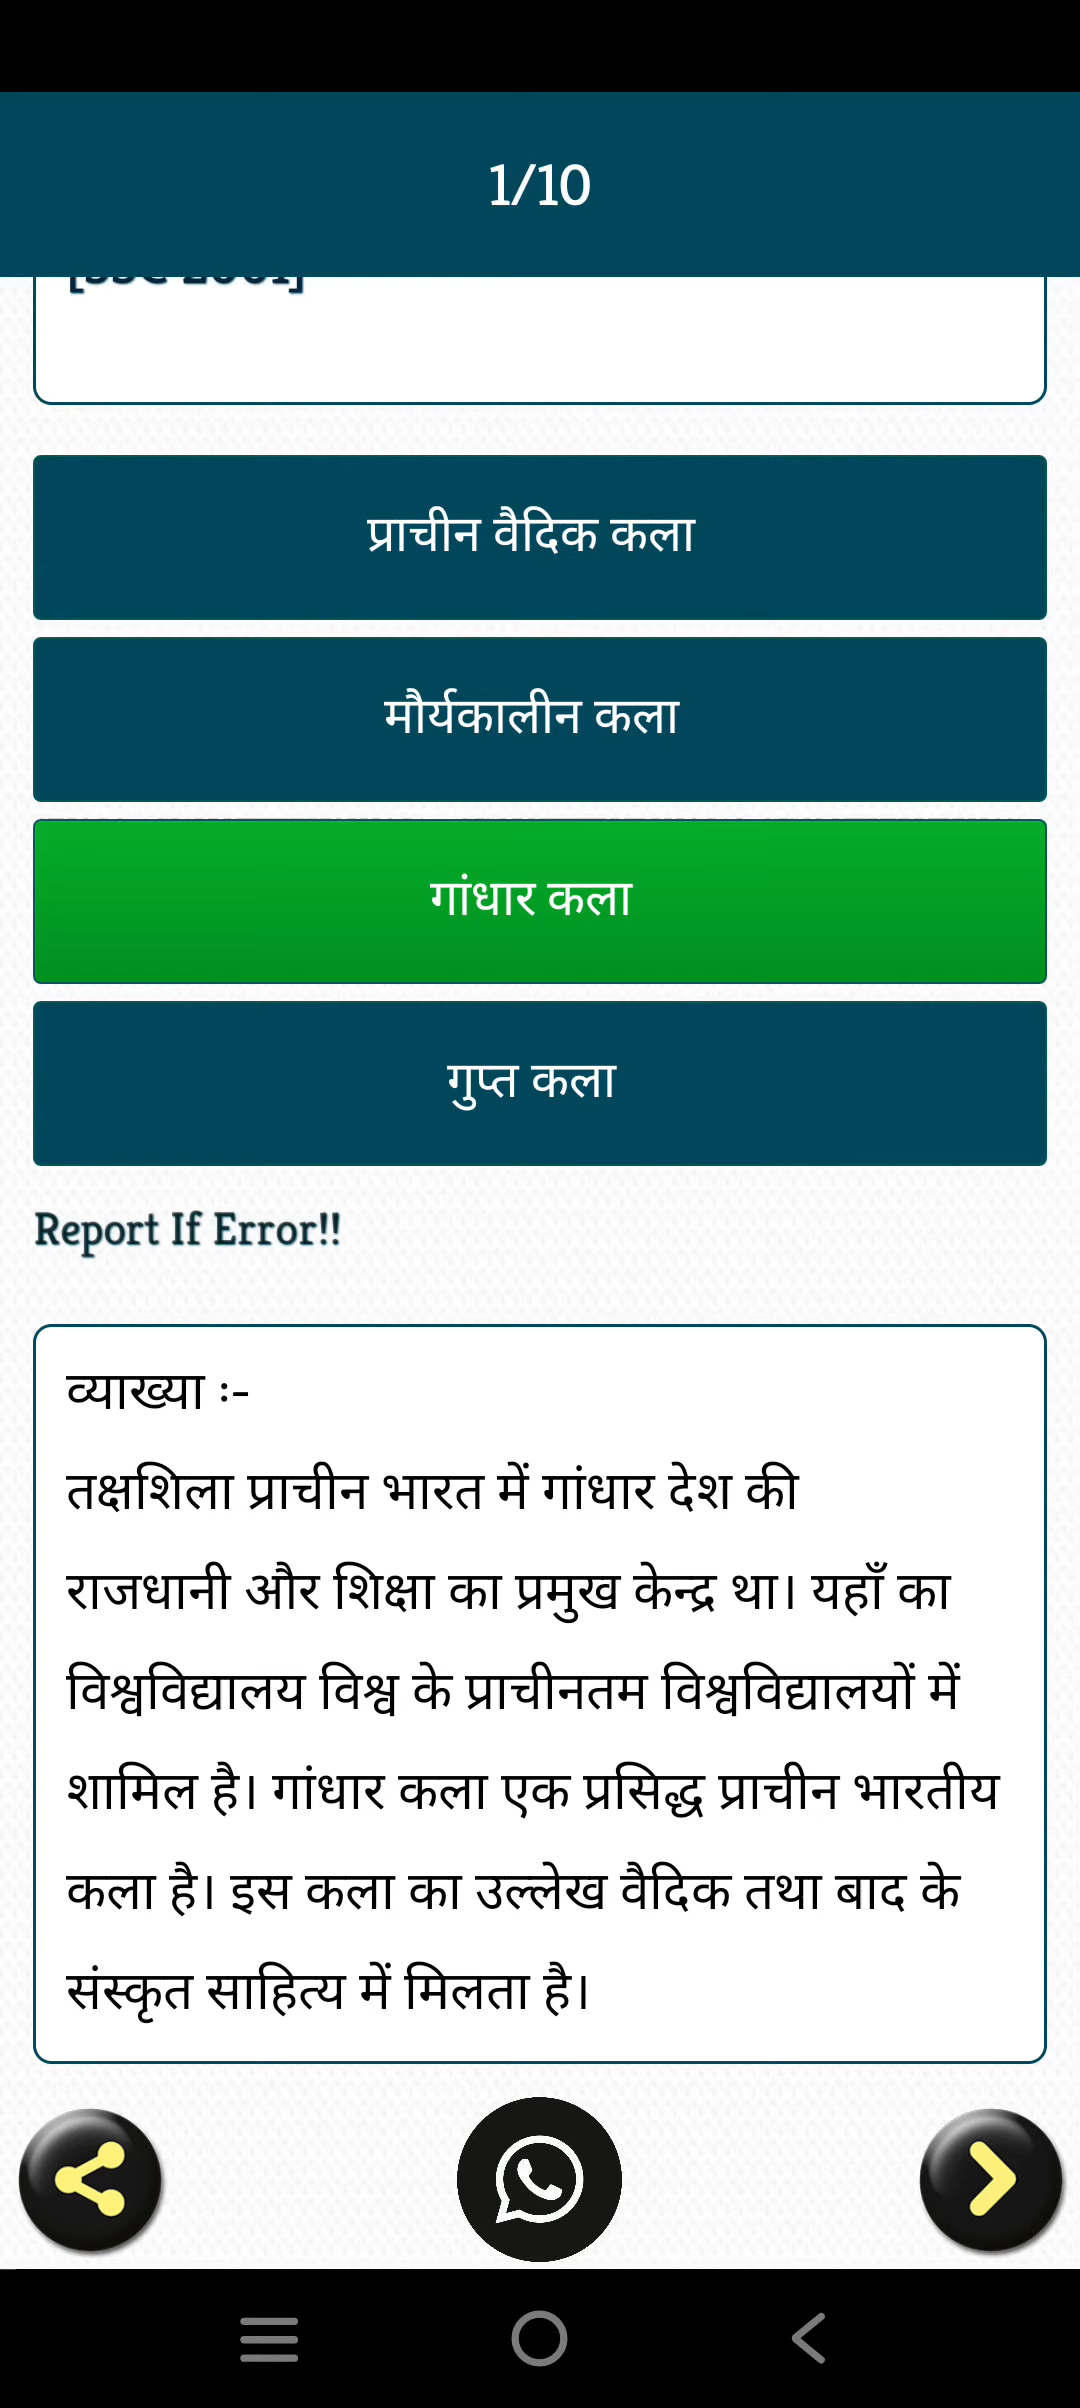 1/10
प्राचीन वैदिक कला
मौर्यकालीन कला
गांधार कला
गुप्त कला
Report If Error!!
व्याख्या :-
तक्षशिला प्राचीन भारत में गांधार देश की
राजधानी और शिक्षा का प्रमुख केन्द्र था। यहाँ का
विश्वविद्यालय विश्व के प्राचीनतम विश्वविद्यालयों में
शामिल है। गांधार कला एक प्रसिद्ध प्राचीन भारतीय
कला है। इस कला का उल्लेख वैदिक तथा बाद के
संस्कृत साहित्य में मिलता है।